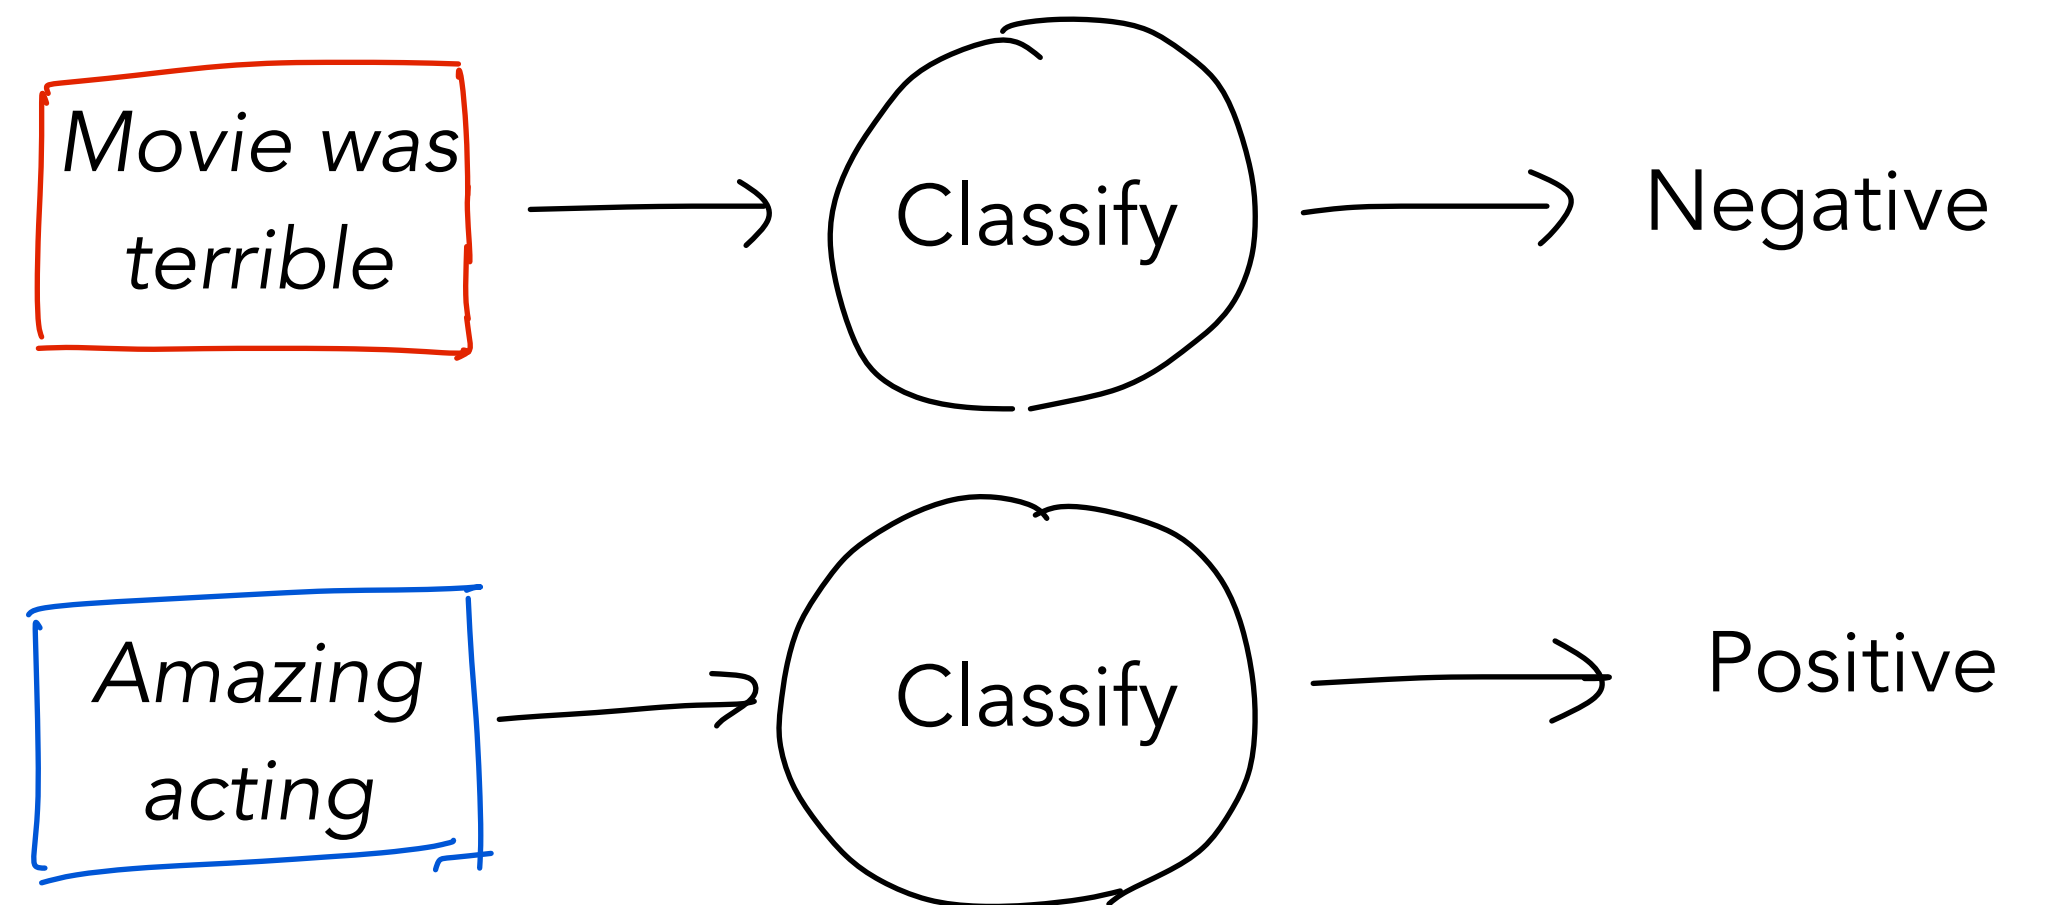 Movie was
terrible
Classify
Negative
Amazing
acting
Classify
Positive